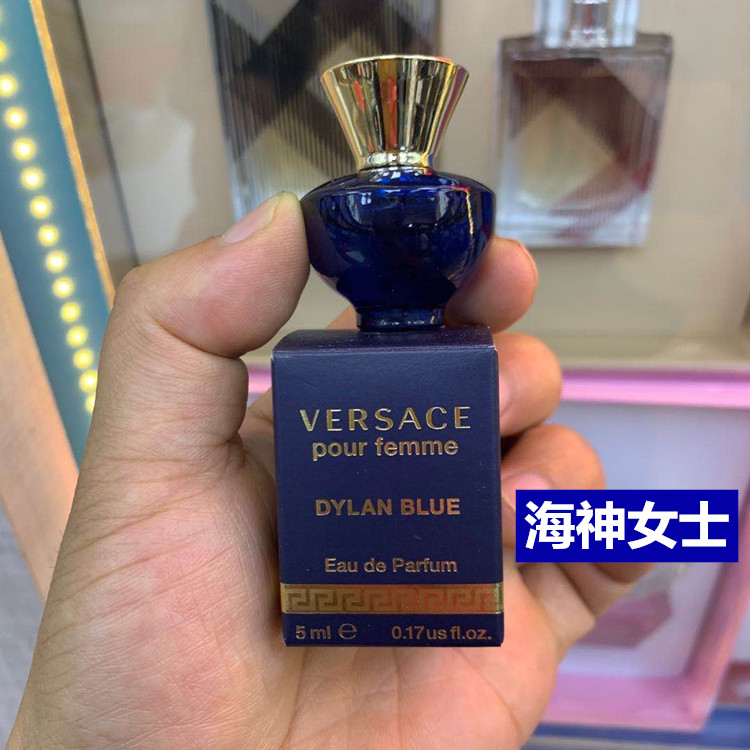 VERSACE
pour femme
DYLAN BLUE
Eau de Parfum
5 ml ℮ 0.17 us fl.oz.
海神女士